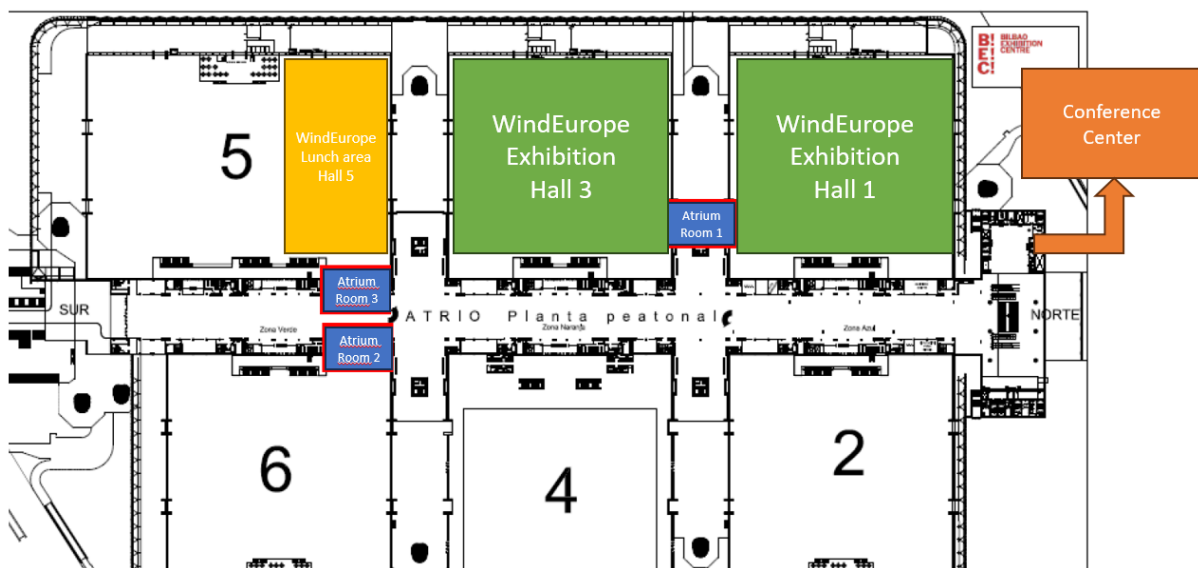 BILBAO
EXHIBITION
CENTRE
BEC!
Conference
Center
5
WindEurope
Lunch area
Hall 5
WindEurope
Exhibition
Hall 3
WindEurope
Exhibition
Hall 1
Atrium
Room 1
Atrium
Room 3
SUR
Zona Verde
ATRIO Planta peatonal
Zona Naranja
Zona Azul
NORTE
Atrium
Room 2
6
4
2